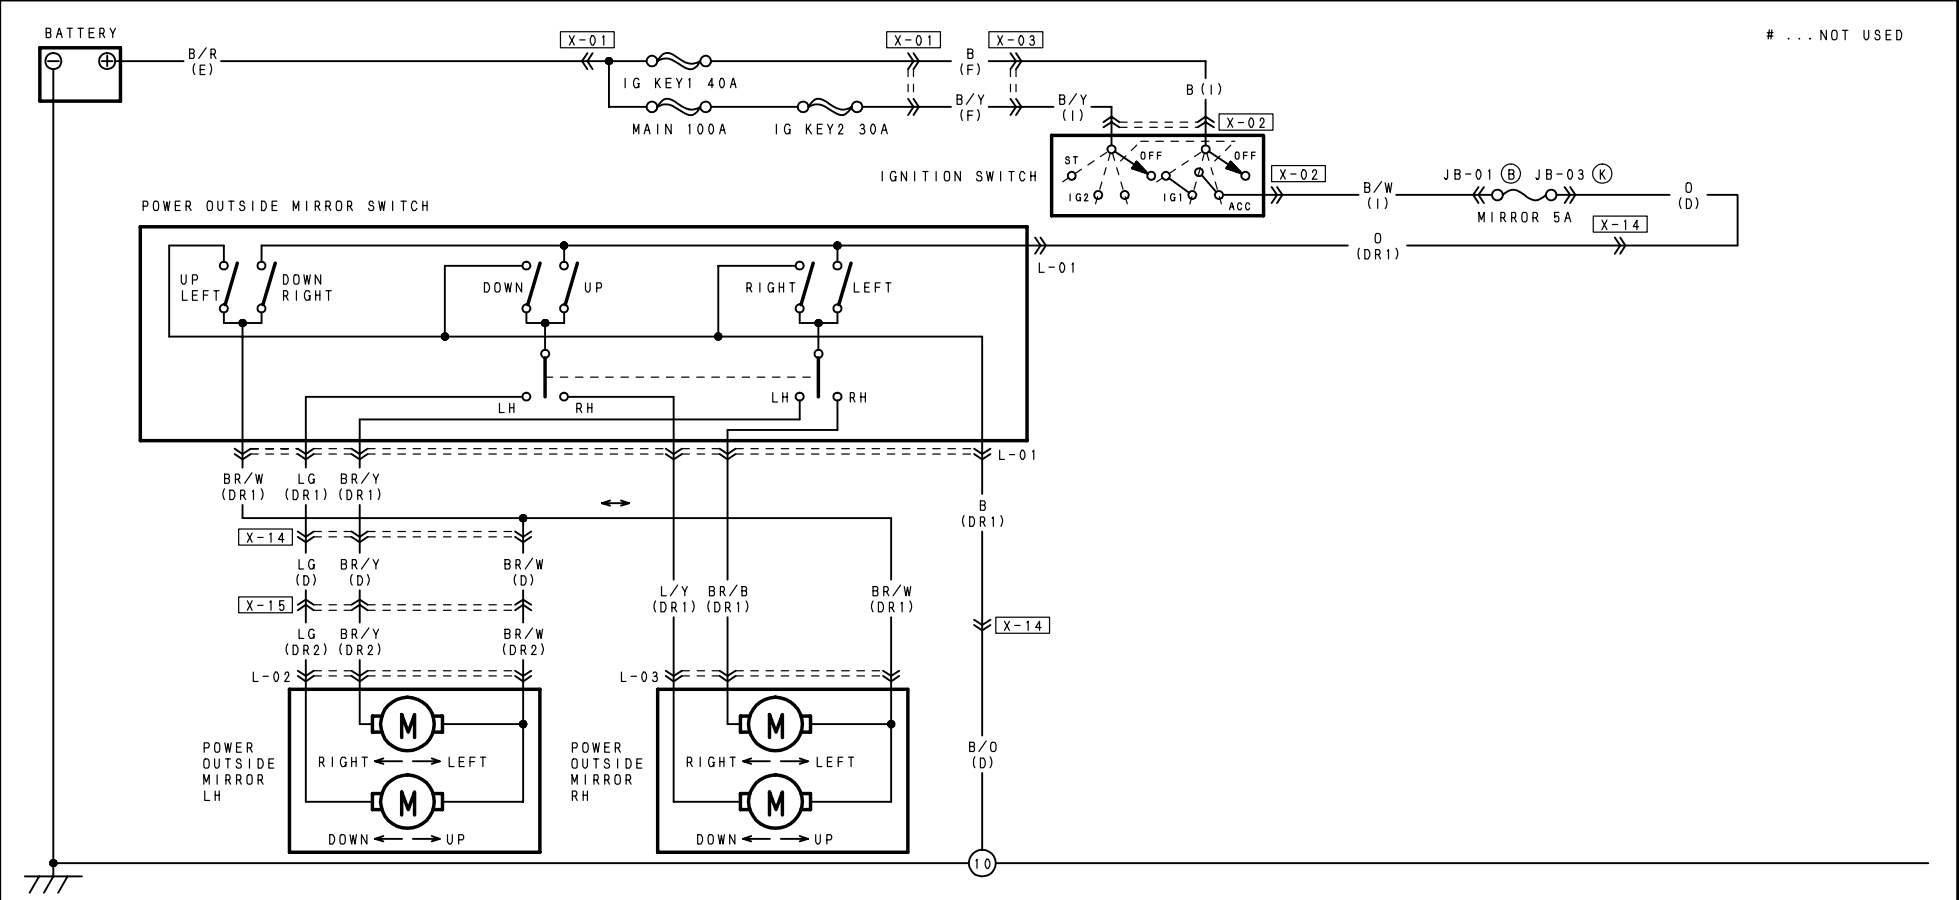 BATTERY
# ...NOT USED
B/R
(E)
X-01
X-01
X-03
B
(F)
IG KEY1 40A
B(I)
B/Y
(F)
B/Y
(I)
MAIN 100A
IG KEY2 30A
X-02
IGNITION SWITCH
ST
OFF
OFF
IG2
IG1
ACC
X-02
B/W
(I)
JB-01 B
JB-03 K
MIRROR 5A
O
(D)
X-14
O
(DR1)
L-01
POWER OUTSIDE MIRROR SWITCH
UP
LEFT
DOWN
RIGHT
DOWN
UP
RIGHT
LEFT
LH
RH
LH
RH
L-01
BR/W
(DR1)
LG
(DR1)
BR/Y
(DR1)
B
(DR1)
X-14
LG
(D)
BR/Y
(D)
BR/W
(D)
L/Y
(DR1)
BR/B
(DR1)
BR/W
(DR1)
X-15
X-14
LG
(DR2)
BR/Y
(DR2)
BR/W
(DR2)
L-02
L-03
POWER
OUTSIDE
MIRROR
LH
M
RIGHT
LEFT
M
DOWN
UP
POWER
OUTSIDE
MIRROR
RH
M
RIGHT
LEFT
M
DOWN
UP
B/O
(D)
10